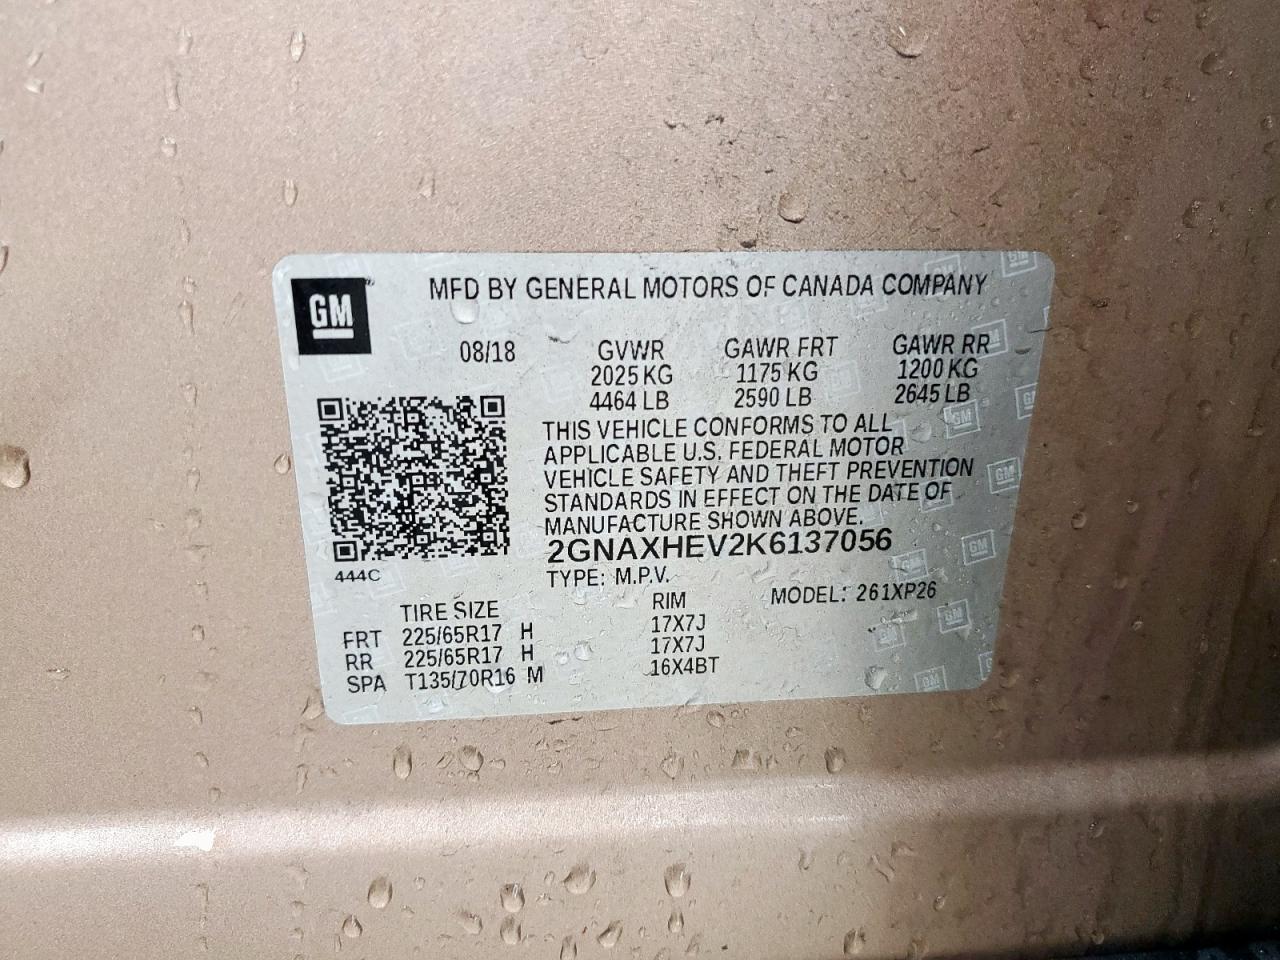 GM
MFD BY GENERAL MOTORS OF CANADA COMPANY
08/18 GVWR GAWR FRT GAWR RR
2025 KG 1175 KG 1200 KG
4464 LB 2590 LB 2645 LB
THIS VEHICLE CONFORMS TO ALL
APPLICABLE U.S. FEDERAL MOTOR
VEHICLE SAFETY AND THEFT PREVENTION
STANDARDS IN EFFECT ON THE DATE OF
MANUFACTURE SHOWN ABOVE.
2GNAXHEV2K6137056
444C
TYPE: M.P.V. MODEL: 261XP26
TIRE SIZE RIM
FRT 225/65R17 H 17X7J
RR 225/65R17 H 17X7J
SPA T135/70R16 M 16X4BT